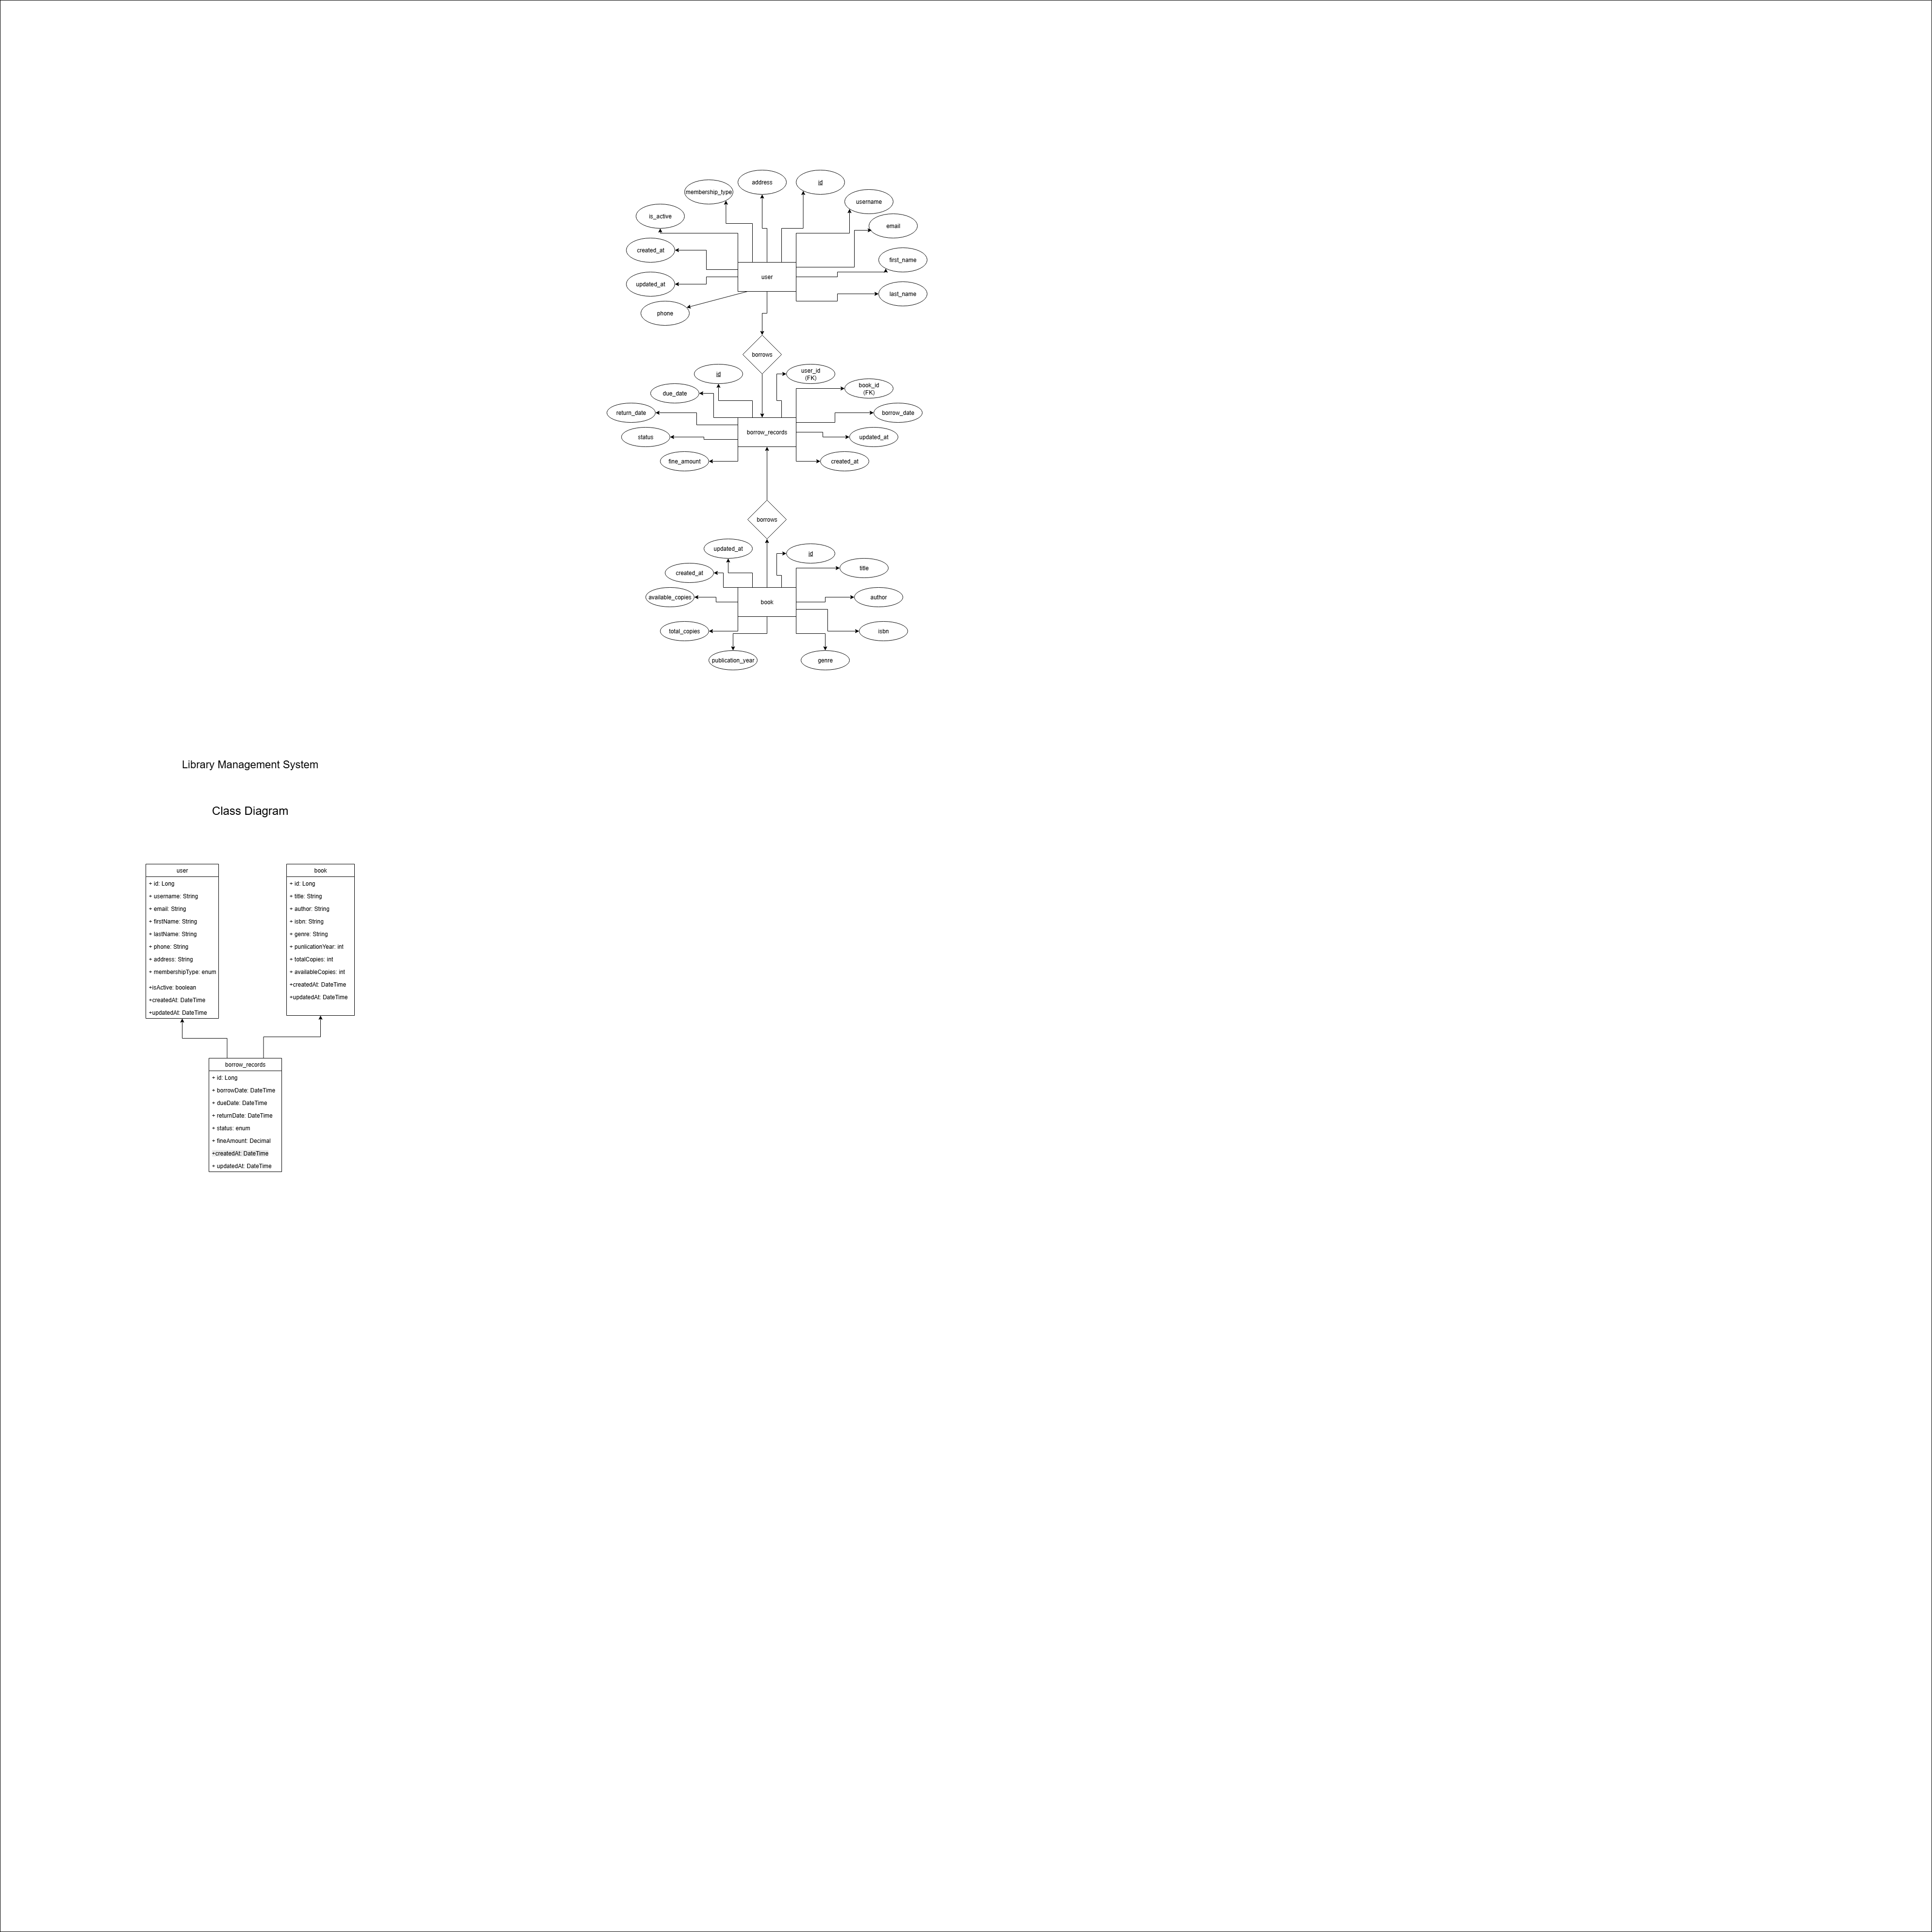 address
id
membership_type
username
is_active
email
created_at
first_name
user
updated_at
last_name
phone
borrows
user_id
(FK)
id
book_id
(FK)
due_date
return_date
borrow_date
borrow_records
status
updated_at
fine_amount
created_at
borrows
updated_at
id
title
created_at
available_copies
author
book
total_copies
isbn
publication_year
genre
Library Management System
Class Diagram
user
+ id: Long
+ username: String
+ email: String
+ firstName: String
+ lastName: String
+ phone: String
+ address: String
+ membershipType: enum
+isActive: boolean
+createdAt: DateTime
+updatedAt: DateTime
book
+ id: Long
+ title: String
+ author: String
+ isbn: String
+ genre: String
+ punlicationYear: int
+ totalCopies: int
+ availableCopies: int
+createdAt: DateTime
+updatedAt: DateTime
borrow_records
+ id: Long
+ borrowDate: DateTime
+ dueDate: DateTime
+ returnDate: DateTime
+ status: enum
+ fineAmount: Decimal
+createdAt: DateTime
+ updatedAt: DateTime